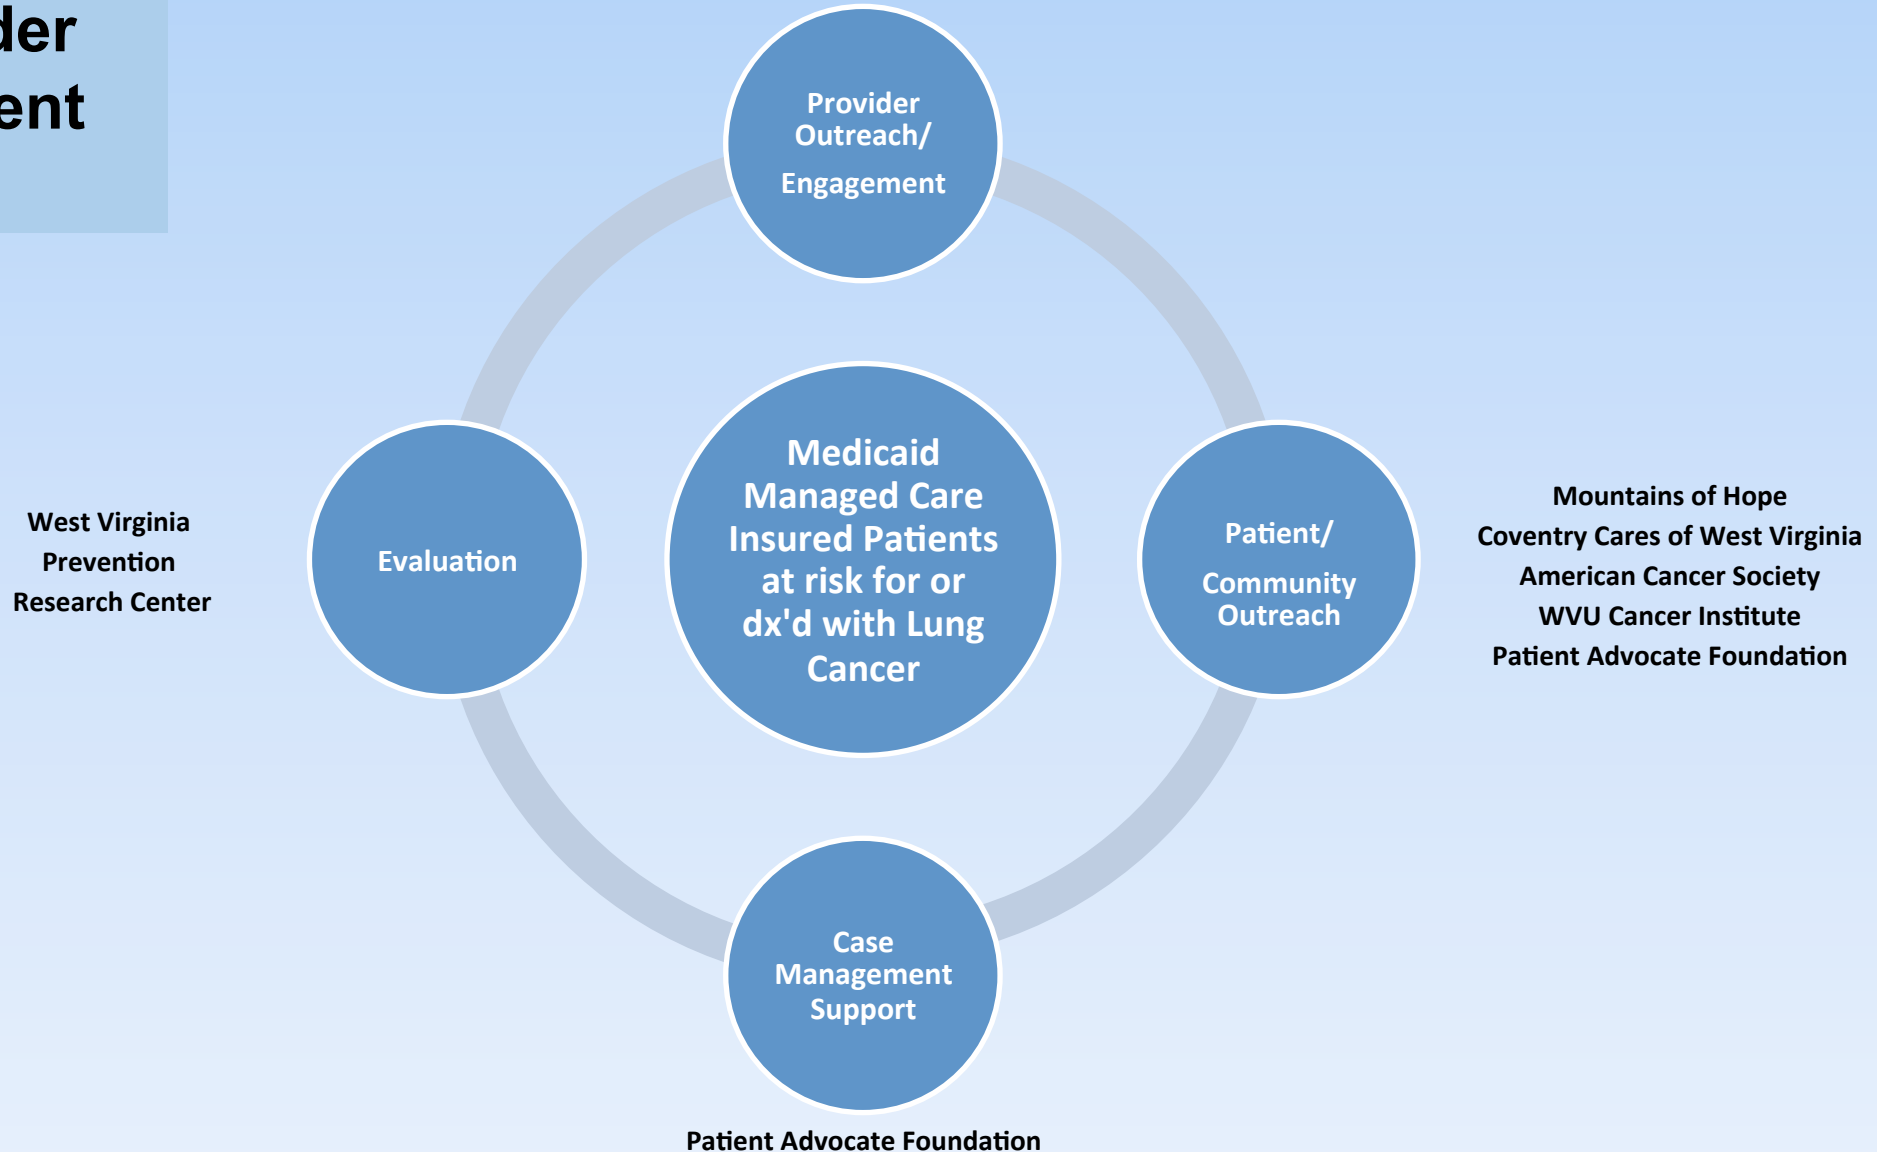 Provider
Outreach/
Engagement
Medicaid
Managed Care
Insured Patients
at risk for or
dx'd with Lung
Cancer
Evaluation
West Virginia
Prevention
Research Center
Patient/
Community
Outreach
Mountains of Hope
Coventry Cares of West Virginia
American Cancer Society
WVU Cancer Institute
Patient Advocate Foundation
Case
Management
Support
Patient Advocate Foundation